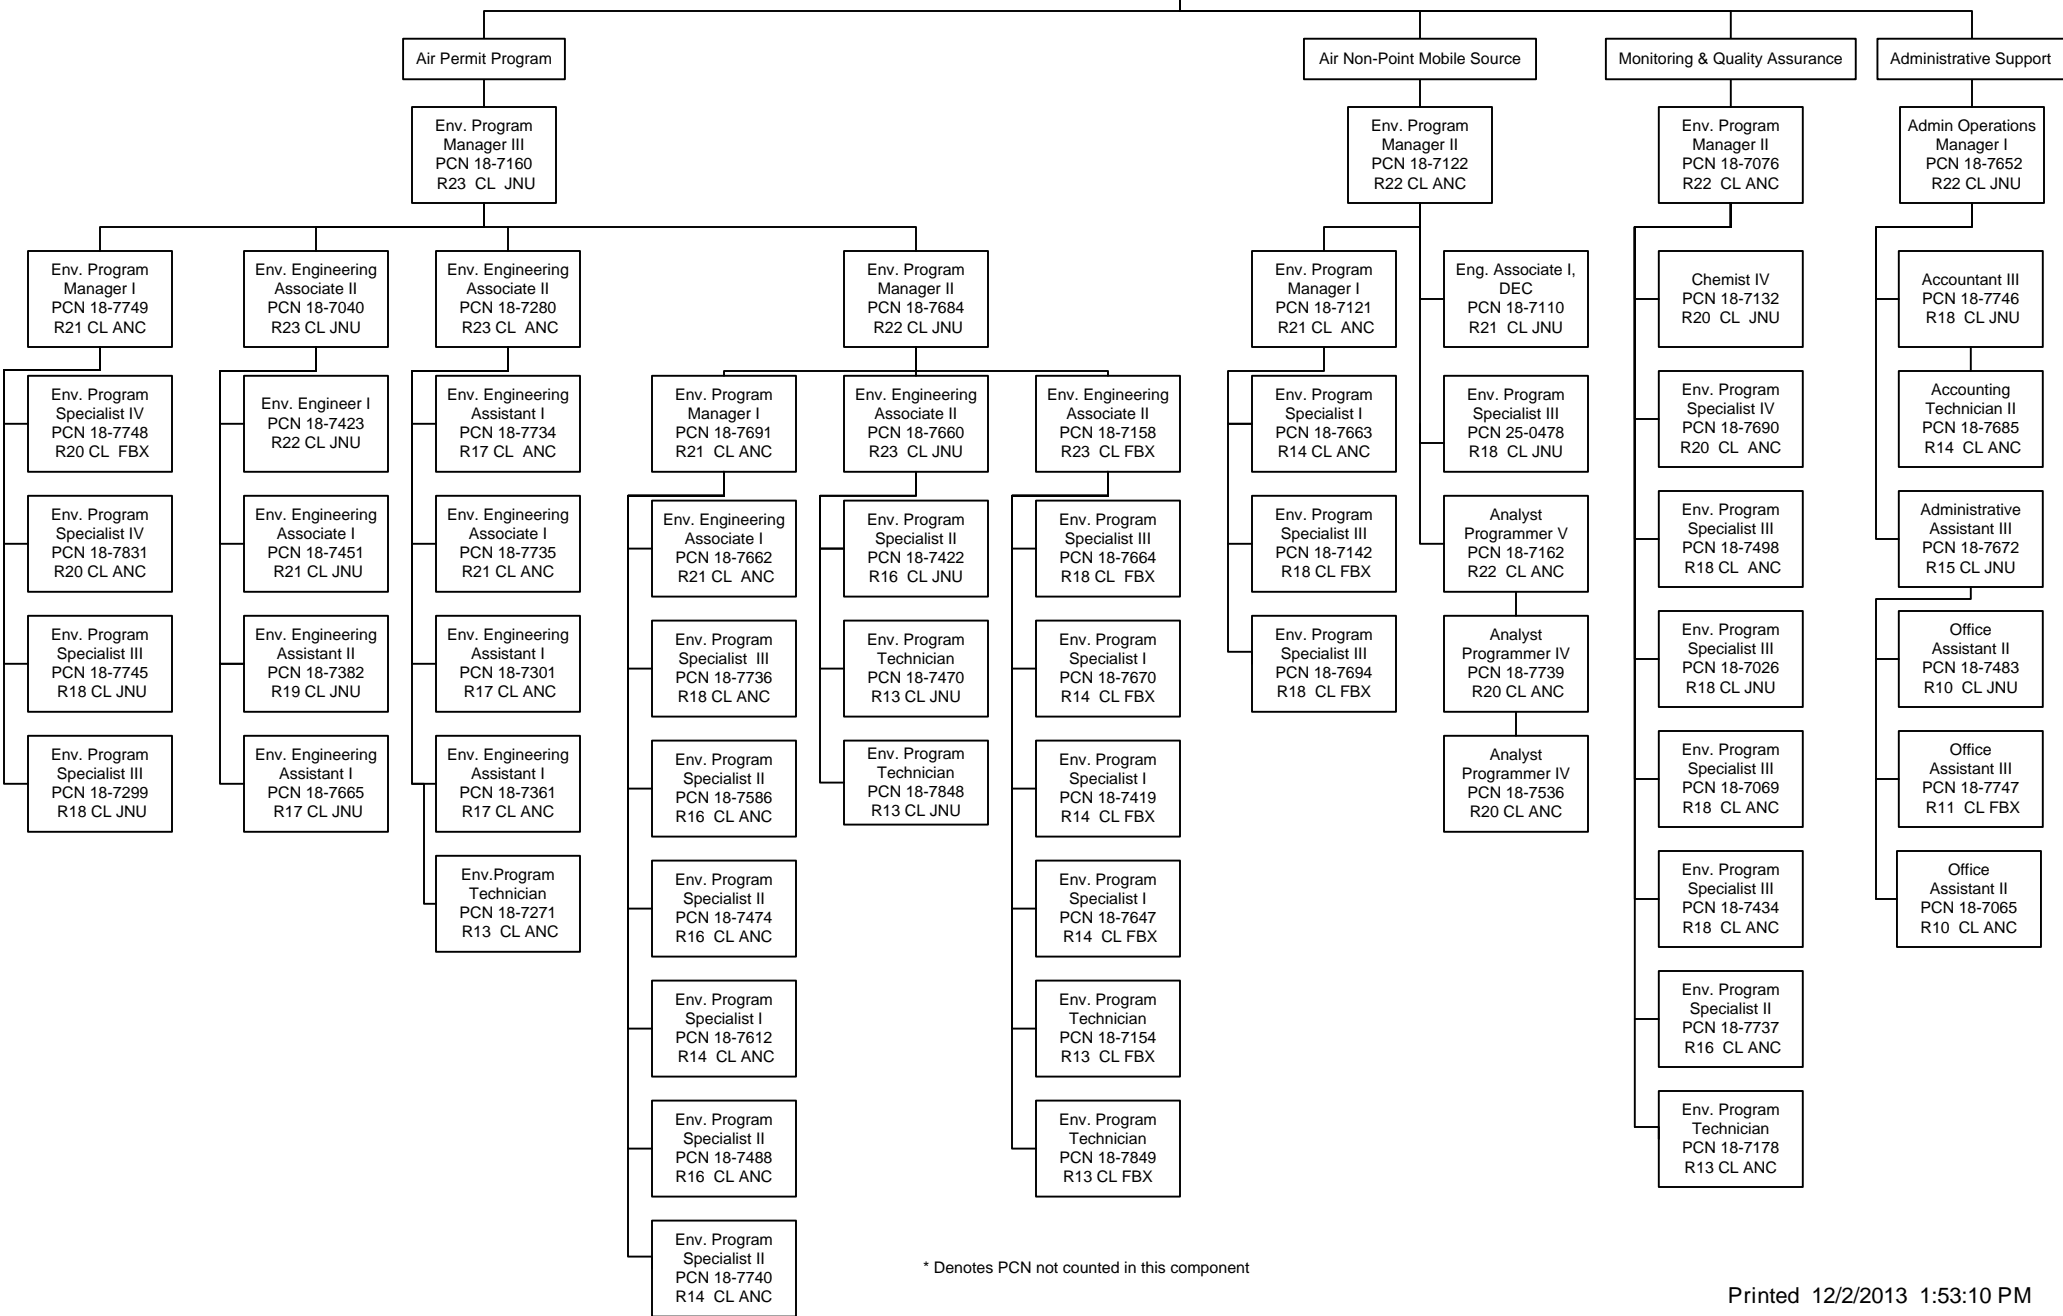 Air Permit Program
Air Non-Point Mobile Source
Monitoring & Quality Assurance
Administrative Support
Env. Program
Manager III
PCN 18-7160
R23 CL JNU
Env. Program
Manager II
PCN 18-7122
R22 CL ANC
Env. Program
Manager II
PCN 18-7076
R22 CL ANC
Admin Operations
Manager I
PCN 18-7652
R22 CL JNU
Env. Program
Manager I
PCN 18-7749
R21 CL ANC
Env. Engineering
Associate II
PCN 18-7040
R23 CL JNU
Env. Engineering
Associate II
PCN 18-7280
R23 CL ANC
Env. Program
Manager II
PCN 18-7684
R22 CL JNU
Env. Program
Manager I
PCN 18-7121
R21 CL ANC
Eng. Associate I,
DEC
PCN 18-7110
R21 CL JNU
Chemist IV
PCN 18-7132
R20 CL JNU
Accountant III
PCN 18-7746
R18 CL JNU
Env. Program
Specialist IV
PCN 18-7748
R20 CL FBX
Env. Engineer I
PCN 18-7423
R22 CL JNU
Env. Engineering
Assistant I
PCN 18-7734
R17 CL ANC
Env. Program
Manager I
PCN 18-7691
R21 CL ANC
Env. Engineering
Associate II
PCN 18-7660
R23 CL JNU
Env. Engineering
Associate II
PCN 18-7158
R23 CL FBX
Env. Program
Specialist I
PCN 18-7663
R14 CL ANC
Env. Program
Specialist III
PCN 25-0478
R18 CL JNU
Env. Program
Specialist IV
PCN 18-7690
R20 CL ANC
Accounting
Technician II
PCN 18-7685
R14 CL ANC
Env. Program
Specialist IV
PCN 18-7831
R20 CL ANC
Env. Engineering
Associate I
PCN 18-7451
R21 CL JNU
Env. Engineering
Associate I
PCN 18-7735
R21 CL ANC
Env. Engineering
Associate I
PCN 18-7662
R21 CL ANC
Env. Program
Specialist II
PCN 18-7422
R16 CL JNU
Env. Program
Specialist III
PCN 18-7664
R18 CL FBX
Env. Program
Specialist III
PCN 18-7142
R18 CL FBX
Analyst
Programmer V
PCN 18-7162
R22 CL ANC
Env. Program
Specialist III
PCN 18-7498
R18 CL ANC
Administrative
Assistant III
PCN 18-7672
R15 CL JNU
Env. Program
Specialist III
PCN 18-7745
R18 CL JNU
Env. Engineering
Assistant II
PCN 18-7382
R19 CL JNU
Env. Engineering
Assistant I
PCN 18-7301
R17 CL ANC
Env. Program
Specialist III
PCN 18-7736
R18 CL ANC
Env. Program
Technician
PCN 18-7470
R13 CL JNU
Env. Program
Specialist I
PCN 18-7670
R14 CL FBX
Env. Program
Specialist III
PCN 18-7694
R18 CL FBX
Analyst
Programmer IV
PCN 18-7739
R20 CL ANC
Env. Program
Specialist III
PCN 18-7026
R18 CL JNU
Office
Assistant II
PCN 18-7483
R10 CL JNU
Env. Program
Specialist III
PCN 18-7299
R18 CL JNU
Env. Engineering
Assistant I
PCN 18-7665
R17 CL JNU
Env. Engineering
Assistant I
PCN 18-7361
R17 CL ANC
Env. Program
Specialist II
PCN 18-7586
R16 CL ANC
Env. Program
Technician
PCN 18-7848
R13 CL JNU
Env. Program
Specialist I
PCN 18-7419
R14 CL FBX
Analyst
Programmer IV
PCN 18-7536
R20 CL ANC
Env. Program
Specialist III
PCN 18-7069
R18 CL ANC
Office
Assistant III
PCN 18-7747
R11 CL FBX
Env.Program
Technician
PCN 18-7271
R13 CL ANC
Env. Program
Specialist II
PCN 18-7474
R16 CL ANC
Env. Program
Specialist I
PCN 18-7647
R14 CL FBX
Env. Program
Specialist III
PCN 18-7434
R18 CL ANC
Office
Assistant II
PCN 18-7065
R10 CL ANC
Env. Program
Specialist I
PCN 18-7612
R14 CL ANC
Env. Program
Technician
PCN 18-7154
R13 CL FBX
Env. Program
Specialist II
PCN 18-7737
R16 CL ANC
Env. Program
Specialist II
PCN 18-7488
R16 CL ANC
Env. Program
Technician
PCN 18-7849
R13 CL FBX
Env. Program
Technician
PCN 18-7178
R13 CL ANC
Env. Program
Specialist II
PCN 18-7740
R14 CL ANC
* Denotes PCN not counted in this component
Printed 12/2/2013 1:53:10 PM